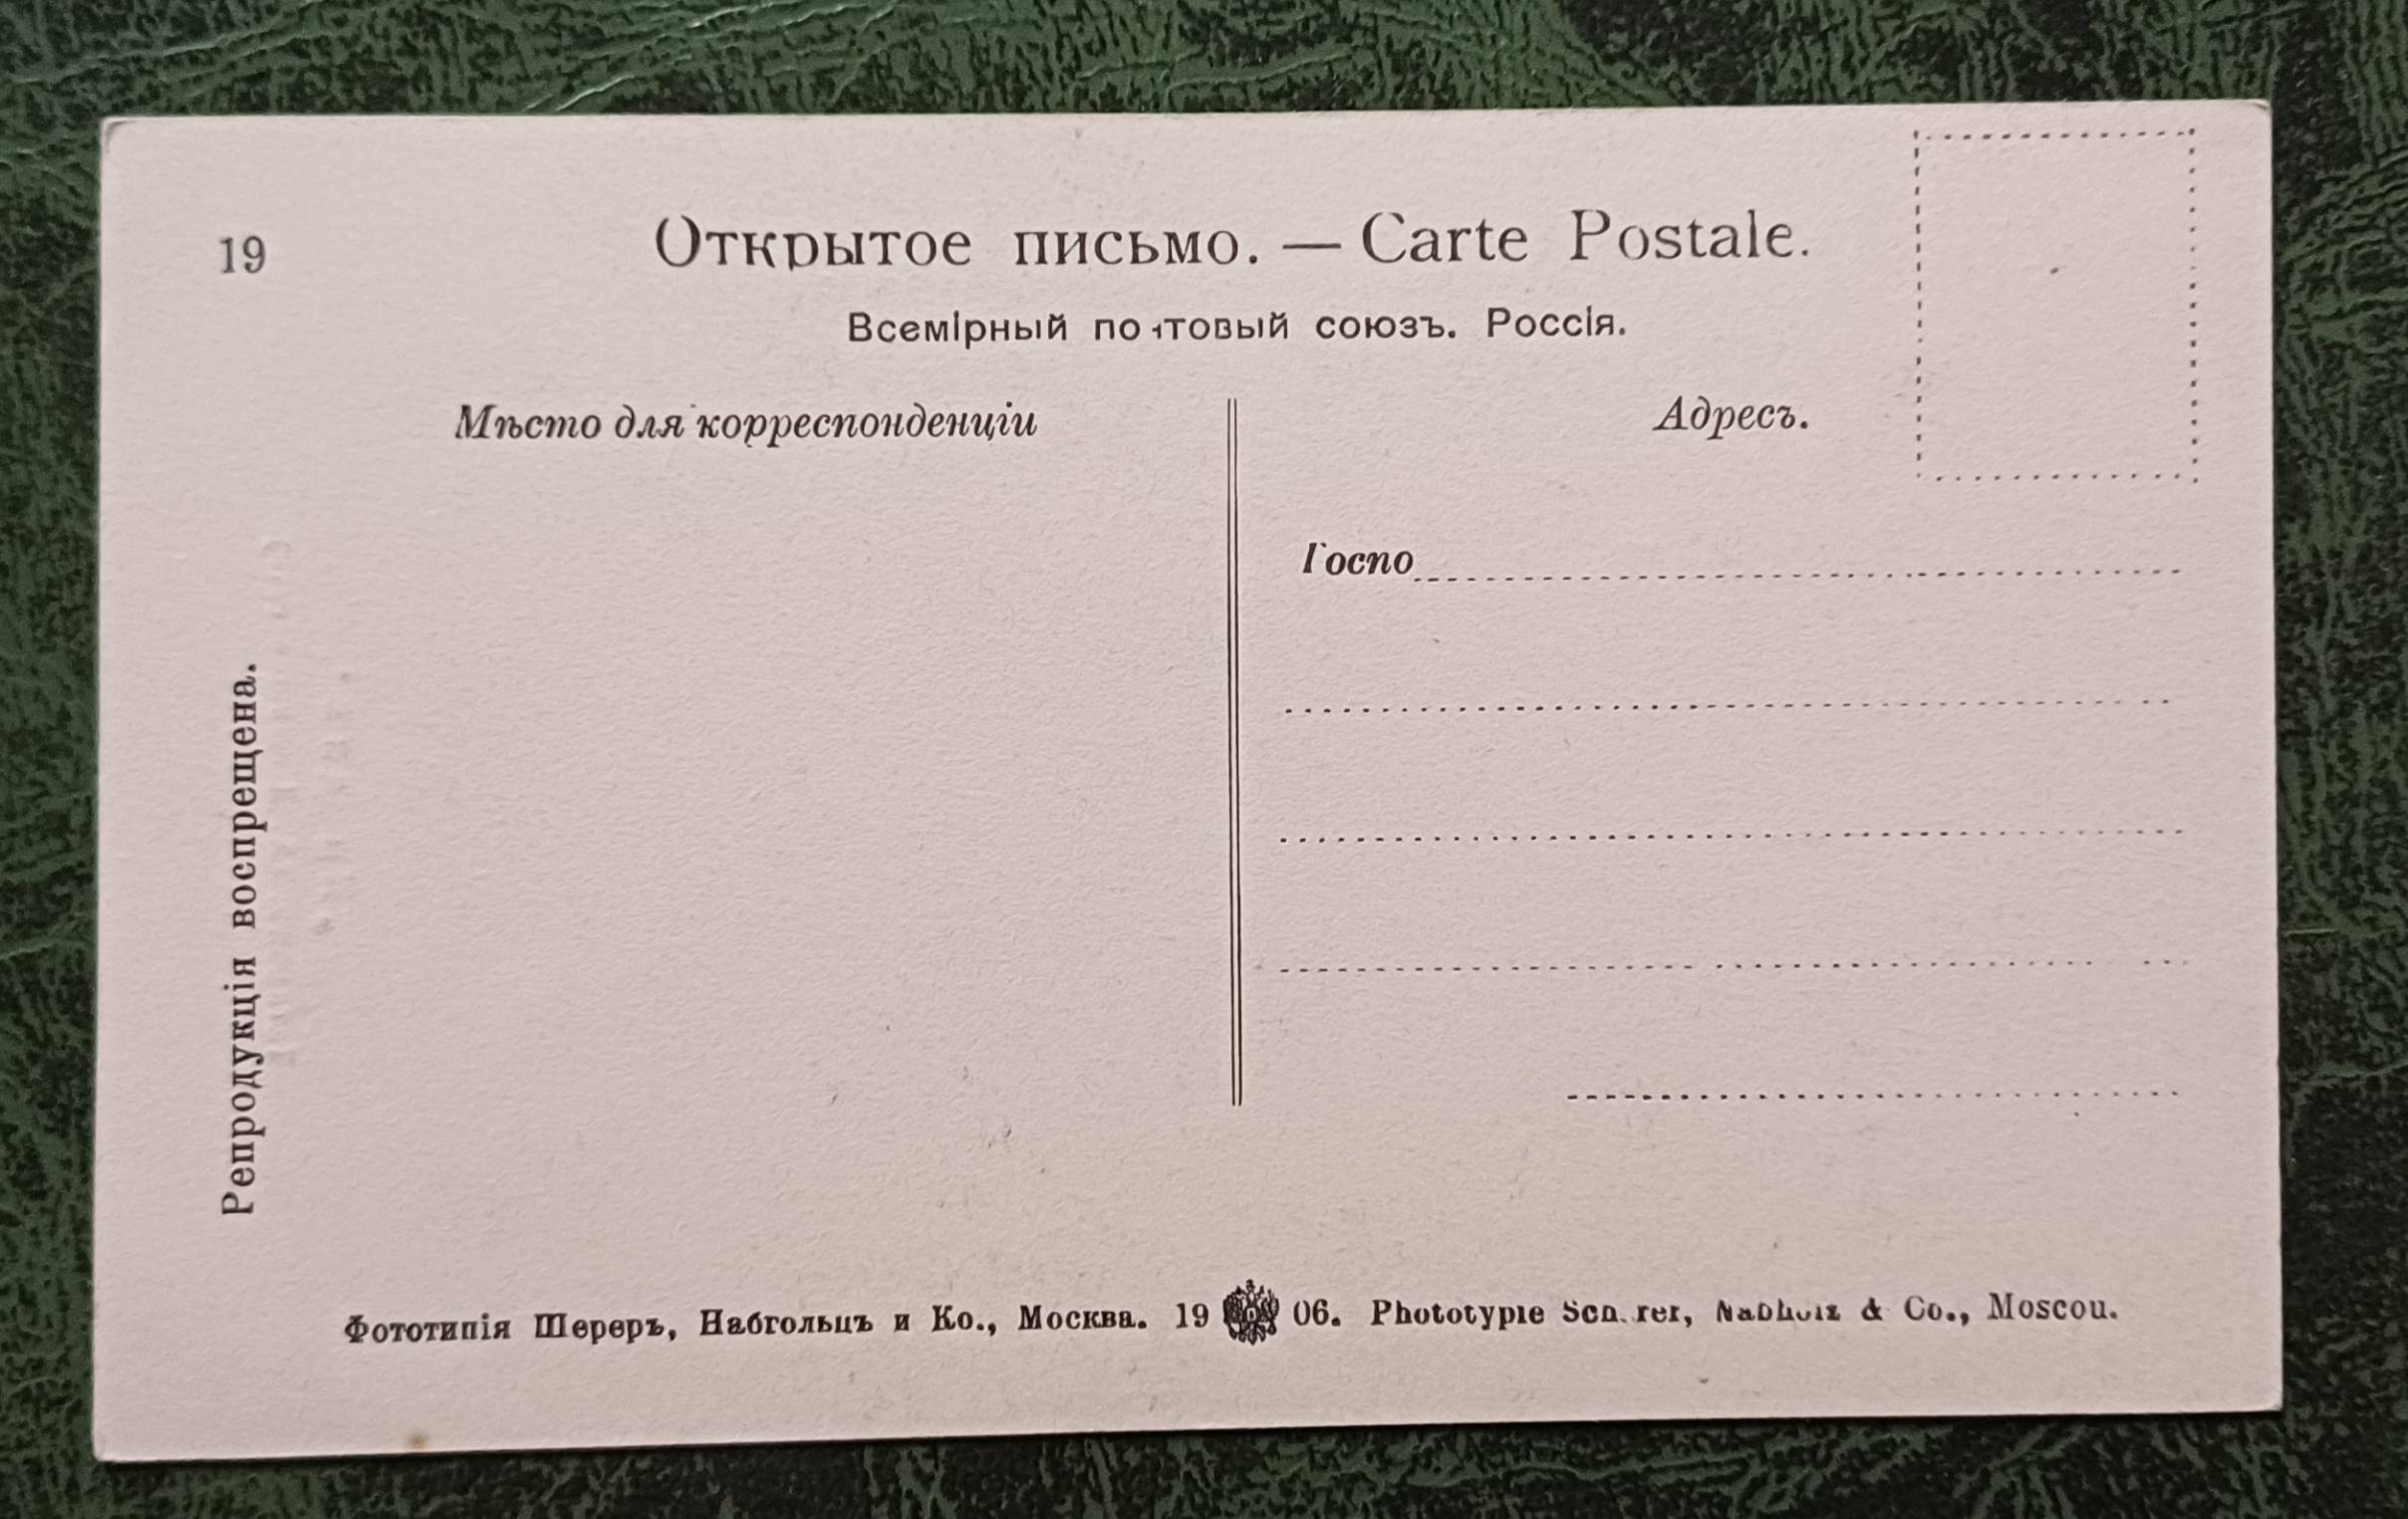 19
Открытое письмо. — Carte Postale.
Всемірный почтовый союзъ. Россія.
Мѣсто для корреспонденціи
Адресъ.
Госпо
Репродукція воспрещена.
Фототипія Шереръ, Набгольцъ и Ко., Москва. 19 06. Phototypie Scherer, Nabholz & Co., Moscou.